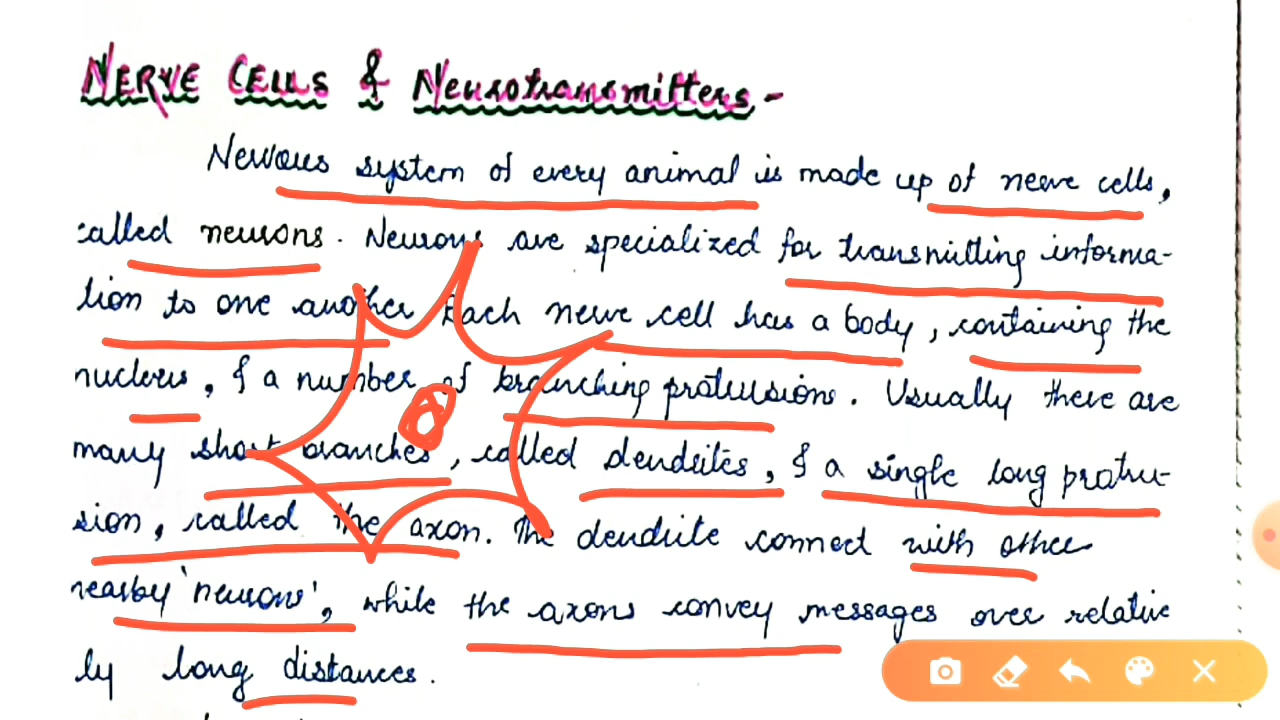 NERVE CELLS & Neurotransmitters -
Nervous system of every animal is made up of nerve cells,
called neurons. Neurons are specialized for transmitting informa-
tion to one another Each nerve cell has a body, containing the
nucleus, & a number of branching protrusions. Usually there are
many short branches, called dendrites, & a single long protru-
sion, called the axon. The dendrite connect with other
nearby 'neurons', while the axons convey messages over relative
ly long distances.